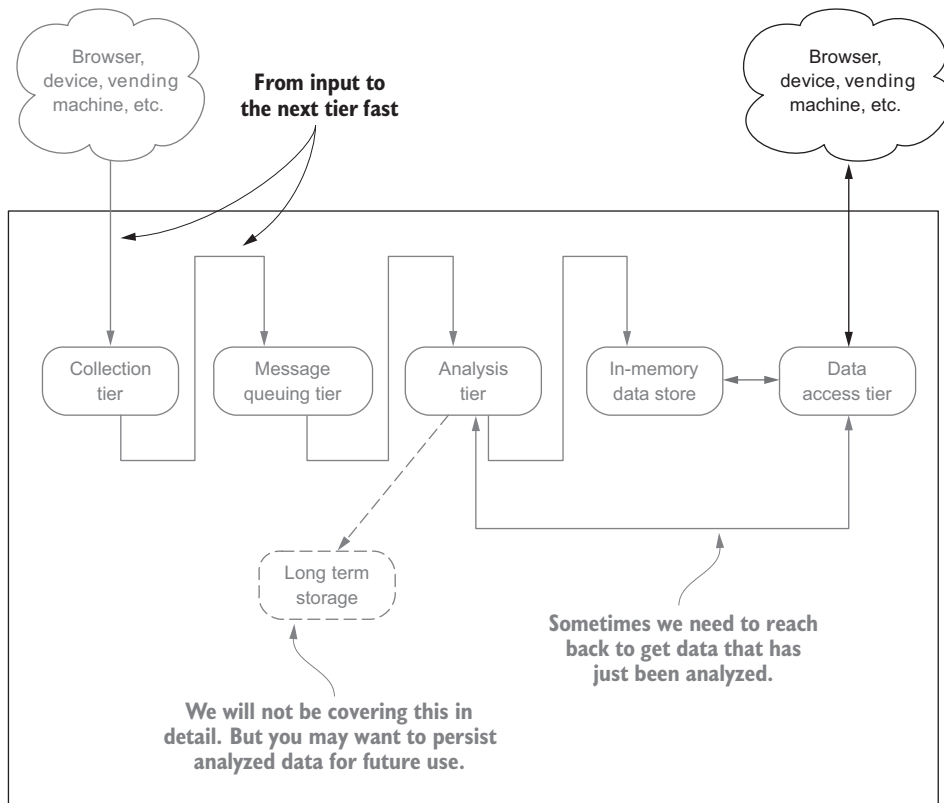 Browser,
device, vending
machine, etc.
From input to
the next tier fast
Browser,
device, vending
machine, etc.
Collection
tier
Message
queuing tier
Analysis
tier
In-memory
data store
Data
access tier
Long term
storage
Sometimes we need to reach
back to get data that has
just been analyzed.
We will not be covering this in
detail. But you may want to persist
analyzed data for future use.